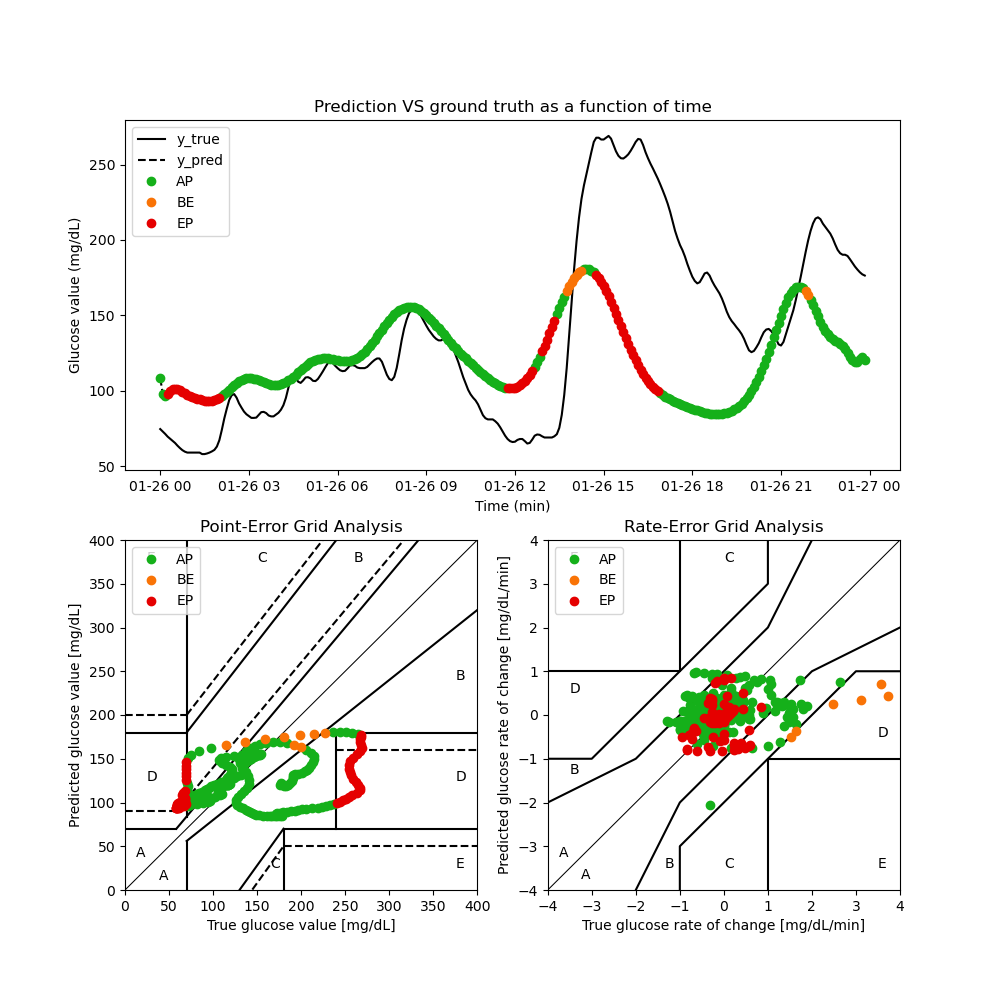 Prediction VS ground truth as a function of time
Glucose value (mg/dL)
250
200
150
100
50
y_true
y_pred
AP
BE
EP
01-26 00 01-26 03 01-26 06 01-26 09 01-26 12 01-26 15 01-26 18 01-26 21 01-27 00
Time (min)
Point-Error Grid Analysis
Predicted glucose value [mg/dL]
400
350
300
250
200
150
100
50
0
AP
BE
EP
C
B
B
D
D
A
A
C
E
0 50 100 150 200 250 300 350 400
True glucose value [mg/dL]
Rate-Error Grid Analysis
Predicted glucose rate of change [mg/dL/min]
4
3
2
1
0
−1
−2
−3
−4
AP
BE
EP
C
D
D
B
A
A
B
C
E
−4 −3 −2 −1 0 1 2 3 4
True glucose rate of change [mg/dL/min]